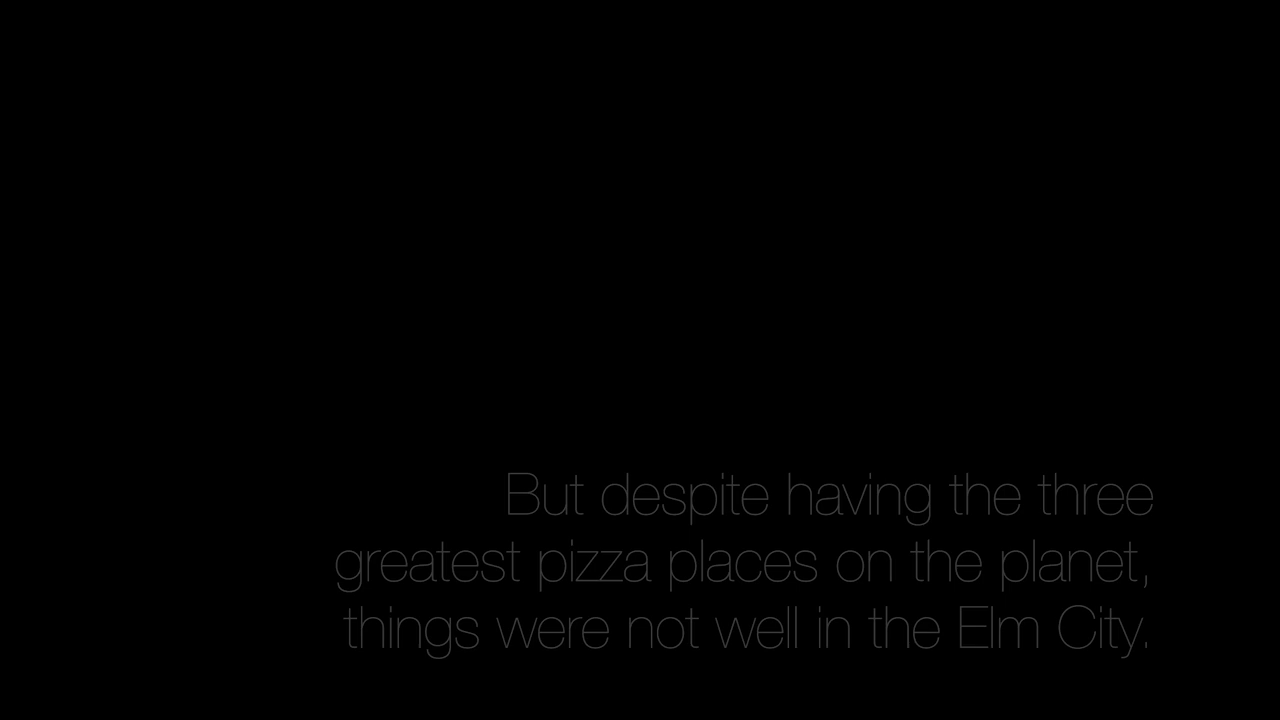 But despite having the three
greatest pizza places on the planet,
things were not well in the Elm City.